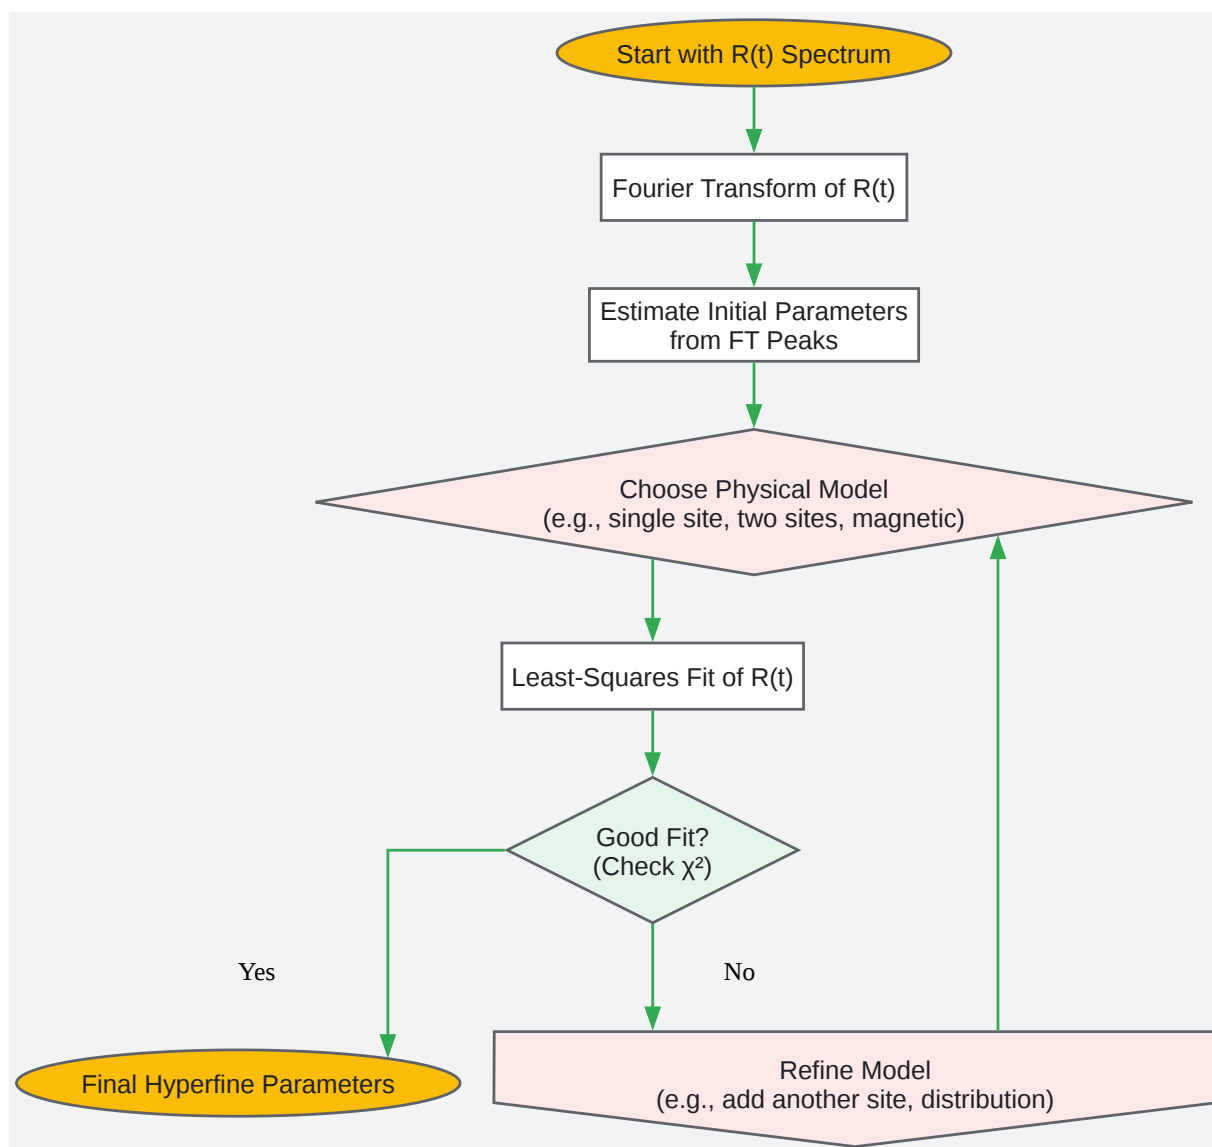 Start with R(t) Spectrum
Fourier Transform of R(t)
Estimate Initial Parameters
from FT Peaks
Choose Physical Model
(e.g., single site, two sites, magnetic)
Least-Squares Fit of R(t)
Good Fit?
(Check χ²)
Yes
No
Refine Model
(e.g., add another site, distribution)
Final Hyperfine Parameters